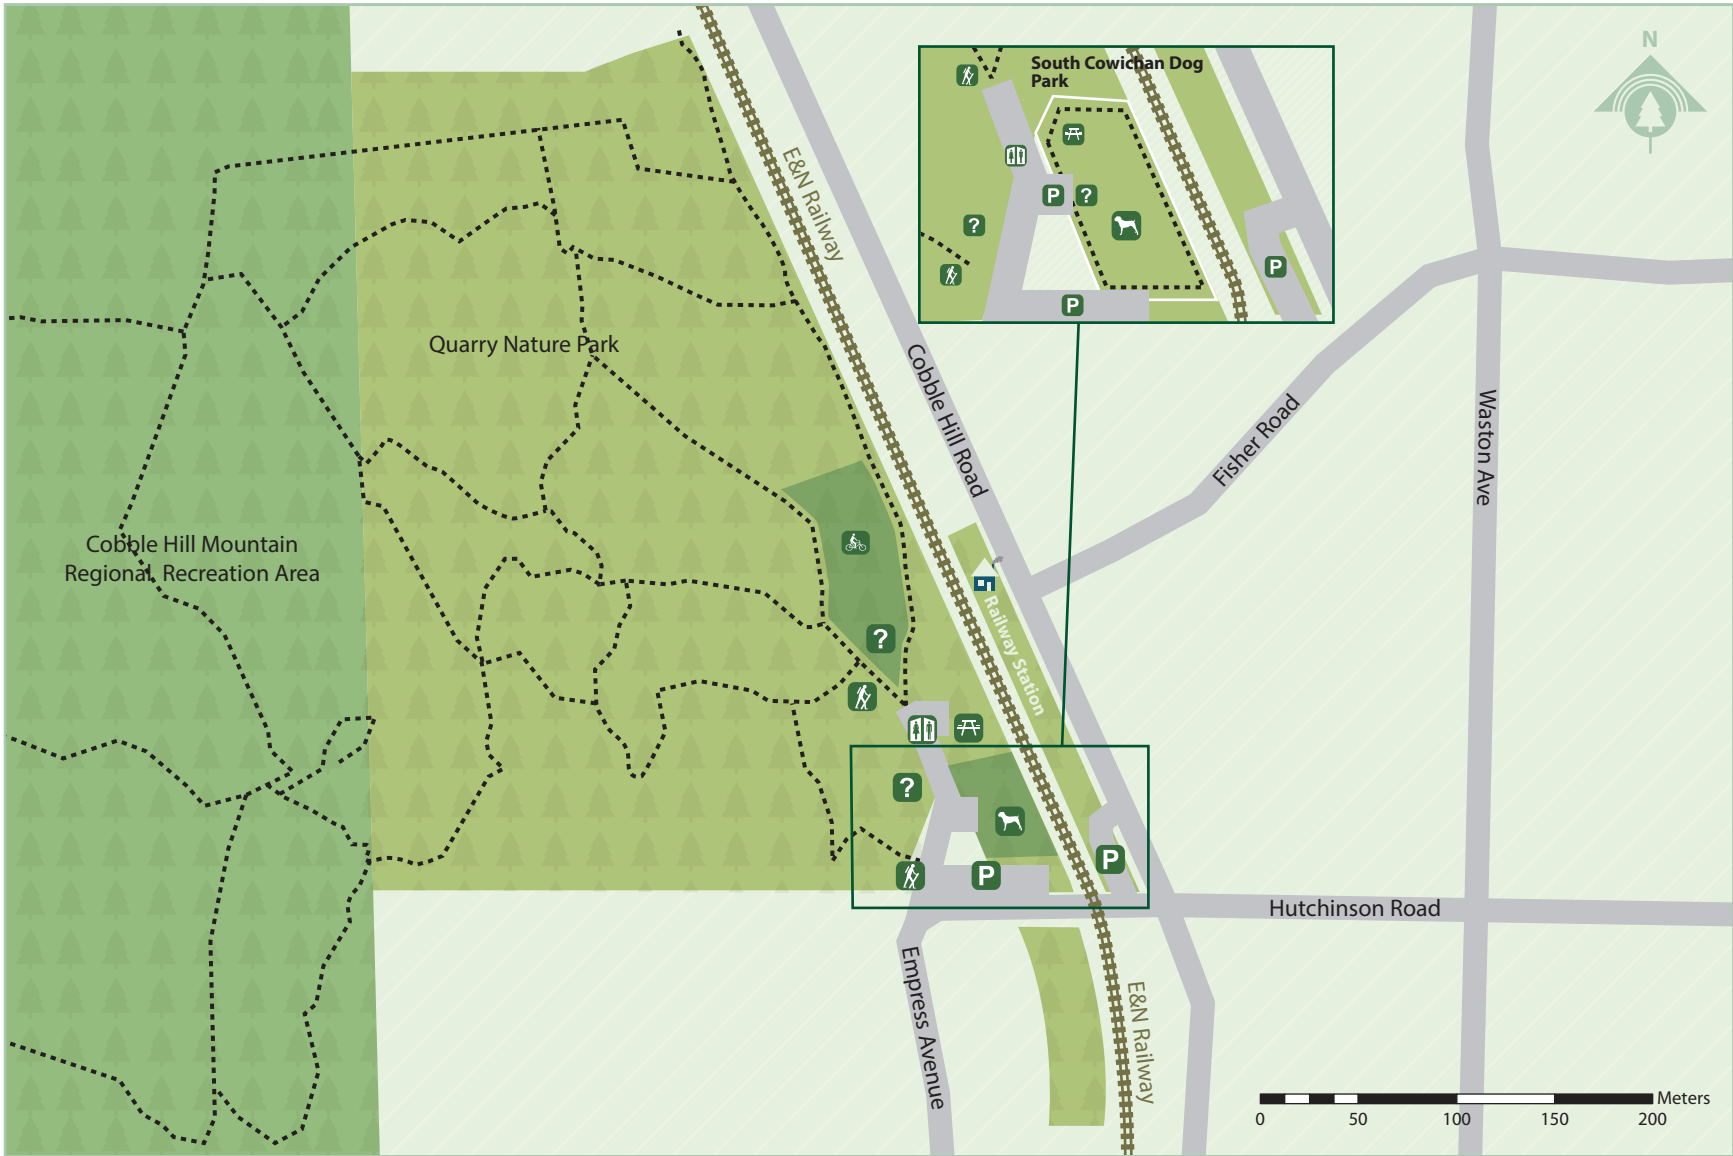 N
South Cowichan Dog
Park
P
?
?
P
P
E&N Railway
Quarry Nature Park
Cobble Hill Road
Fisher Road
Waston Ave
Cobble Hill Mountain
Regional Recreation Area
Railway Station
?
?
P
P
Hutchinson Road
Empress Avenue
E&N Railway
Meters
0 50 100 150 200